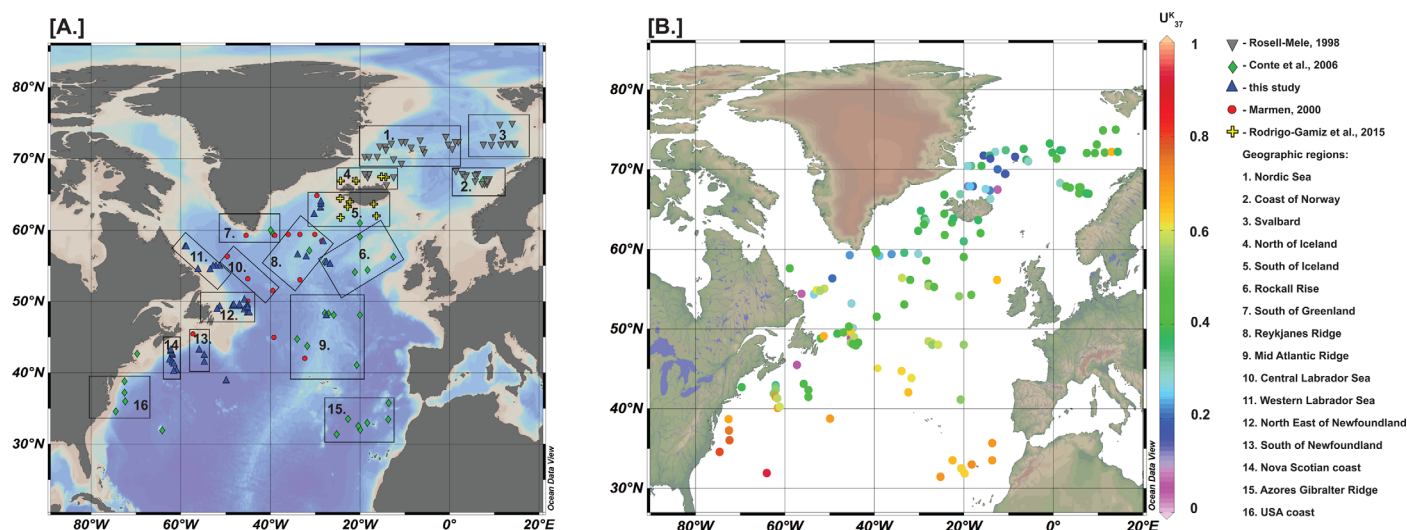 [A.]
80°N
70°N
60°N
50°N
40°N
30°N
80°W
60°W
40°W
20°W
0°
20°E
1.
2.
3
4.
5.
6.
7.
8.
9.
10.
11.
12.
13.
14
15.
16
Ocean Data View
[B.]
80°N
70°N
60°N
50°N
40°N
30°N
80°W
60°W
40°W
20°W
0°
20°E
Ocean Data View
U^K_37
1
0.8
0.6
0.4
0.2
0
- Rosell-Mele, 1998
- Conte et al., 2006
- this study
- Marmen, 2000
- Rodrigo-Gamiz et al., 2015
Geographic regions:
1. Nordic Sea
2. Coast of Norway
3. Svalbard
4. North of Iceland
5. South of Iceland
6. Rockall Rise
7. South of Greenland
8. Reykjanes Ridge
9. Mid Atlantic Ridge
10. Central Labrador Sea
11. Western Labrador Sea
12. North East of Newfoundland
13. South of Newfoundland
14. Nova Scotian coast
15. Azores Gibralter Ridge
16. USA coast